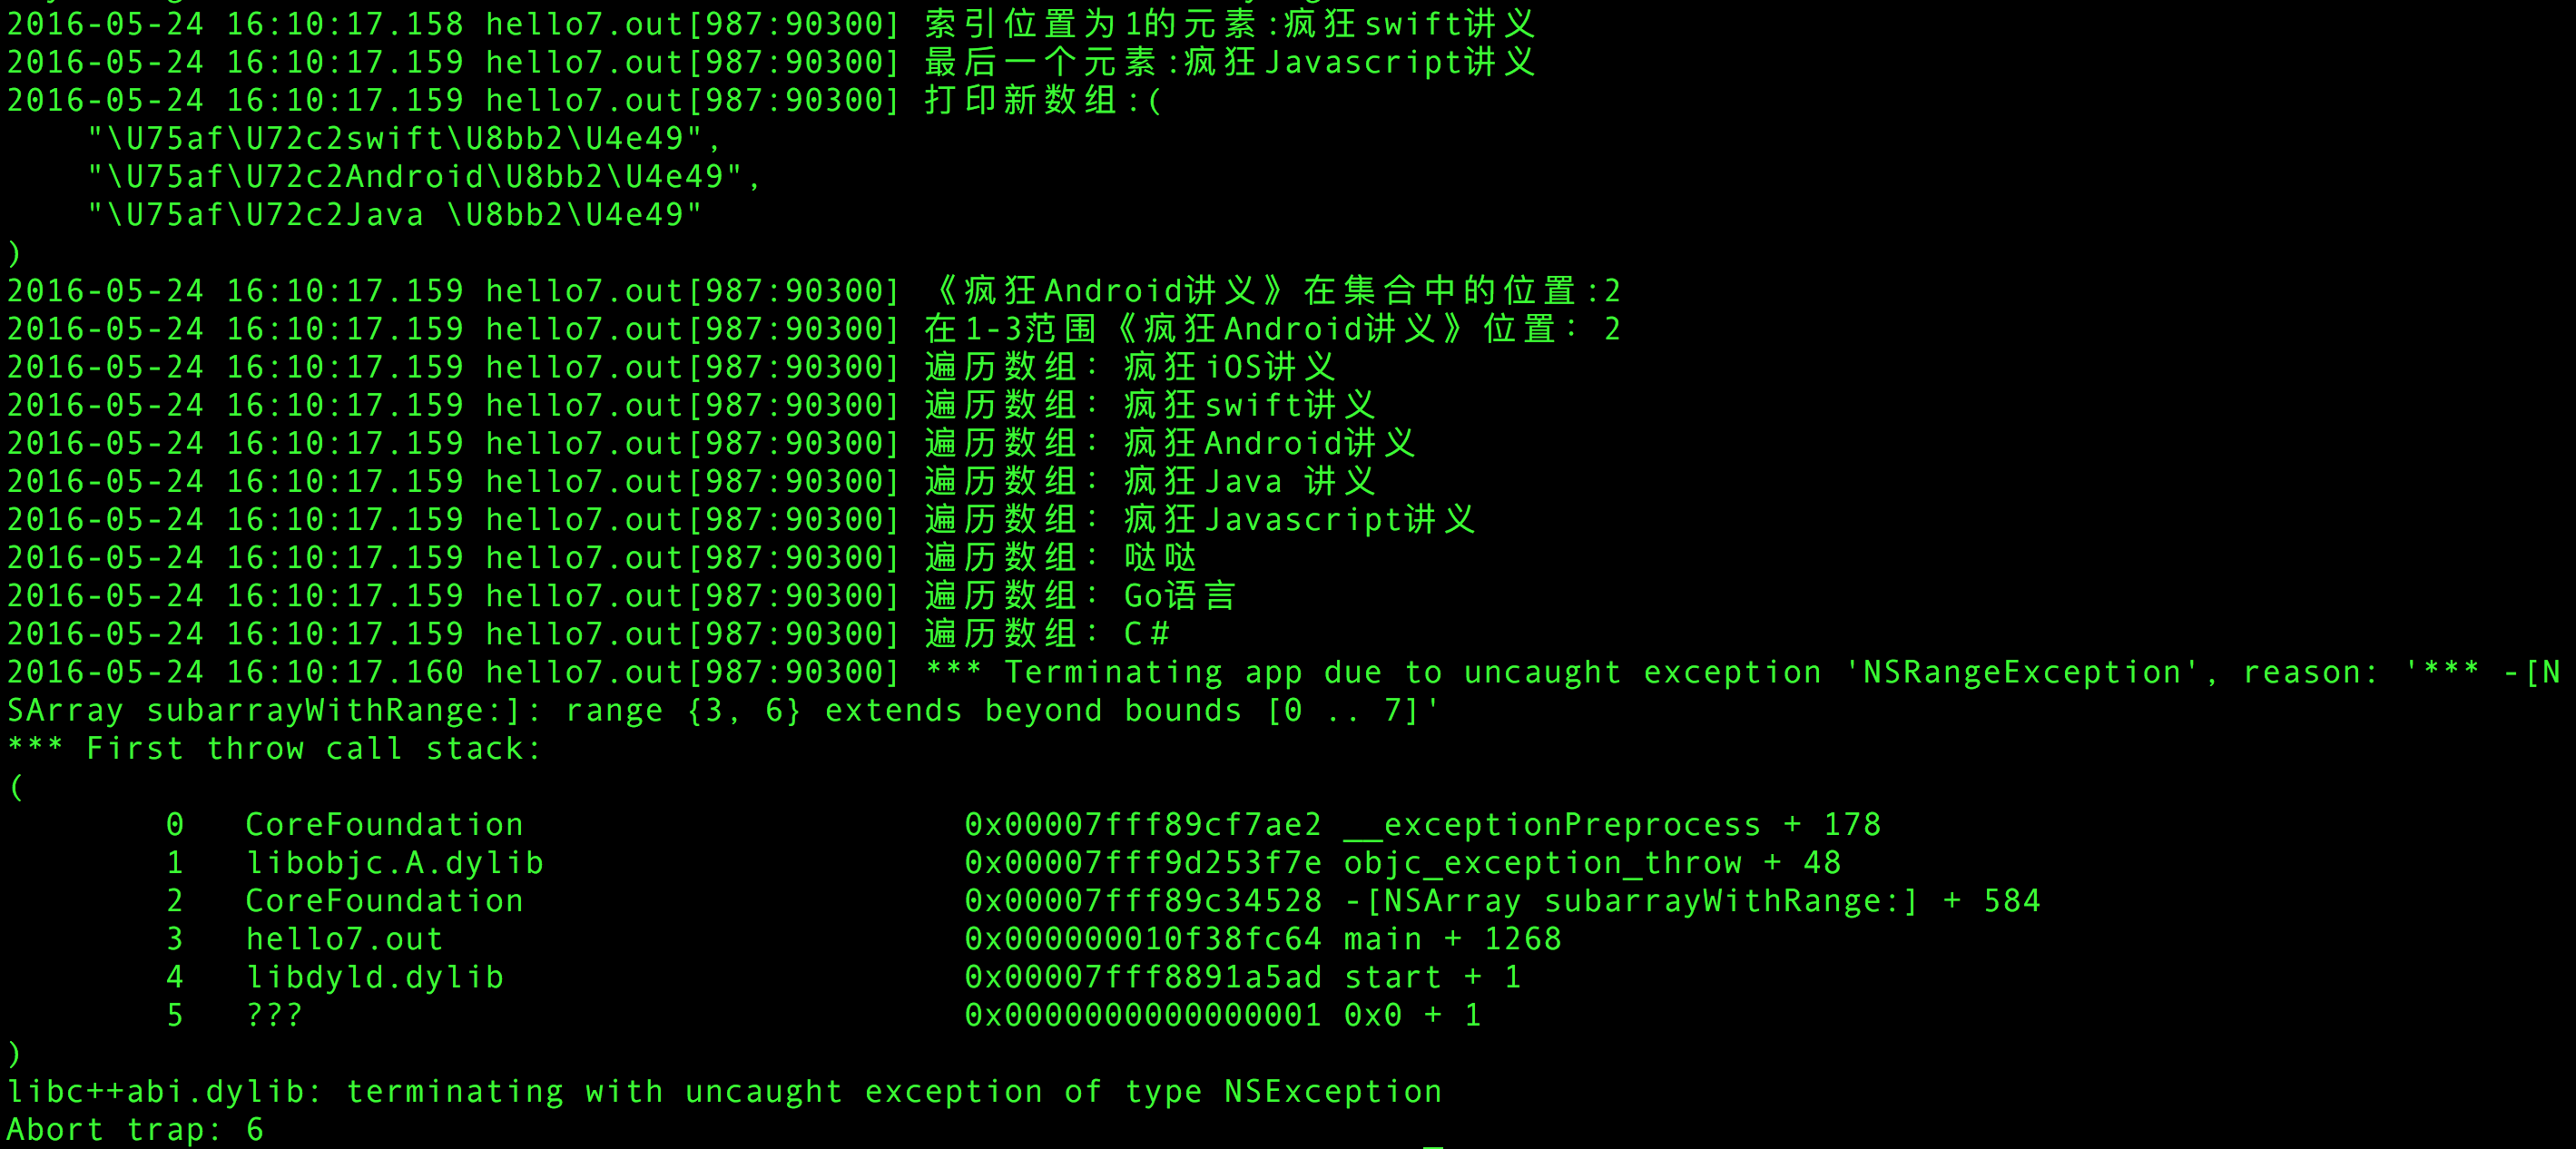 2016-05-24 16:10:17.158 hello7.out[987:90300] 索引位置为1的元素:疯狂swift讲义
2016-05-24 16:10:17.159 hello7.out[987:90300] 最后一个元素:疯狂Javascript讲义
2016-05-24 16:10:17.159 hello7.out[987:90300] 打印新数组:(
    "\U75af\U72c2swift\U8bb2\U4e49",
    "\U75af\U72c2Android\U8bb2\U4e49",
    "\U75af\U72c2Java \U8bb2\U4e49"
)
2016-05-24 16:10:17.159 hello7.out[987:90300] 《疯狂Android讲义》在集合中的位置:2
2016-05-24 16:10:17.159 hello7.out[987:90300] 在1-3范围《疯狂Android讲义》位置: 2
2016-05-24 16:10:17.159 hello7.out[987:90300] 遍历数组: 疯狂iOS讲义
2016-05-24 16:10:17.159 hello7.out[987:90300] 遍历数组: 疯狂swift讲义
2016-05-24 16:10:17.159 hello7.out[987:90300] 遍历数组: 疯狂Android讲义
2016-05-24 16:10:17.159 hello7.out[987:90300] 遍历数组: 疯狂Java 讲义
2016-05-24 16:10:17.159 hello7.out[987:90300] 遍历数组: 疯狂Javascript讲义
2016-05-24 16:10:17.159 hello7.out[987:90300] 遍历数组: 哒哒
2016-05-24 16:10:17.159 hello7.out[987:90300] 遍历数组: Go语言
2016-05-24 16:10:17.159 hello7.out[987:90300] 遍历数组: C#
2016-05-24 16:10:17.160 hello7.out[987:90300] *** Terminating app due to uncaught exception 'NSRangeException', reason: '*** -[N
SArray subarrayWithRange:]: range {3, 6} extends beyond bounds [0 .. 7]'
*** First throw call stack:
(
	0   CoreFoundation                      0x00007fff89cf7ae2 __exceptionPreprocess + 178
	1   libobjc.A.dylib                     0x00007fff9d253f7e objc_exception_throw + 48
	2   CoreFoundation                      0x00007fff89c34528 -[NSArray subarrayWithRange:] + 584
	3   hello7.out                          0x000000010f38fc64 main + 1268
	4   libdyld.dylib                       0x00007fff8891a5ad start + 1
	5   ???                                 0x0000000000000001 0x0 + 1
)
libc++abi.dylib: terminating with uncaught exception of type NSException
Abort trap: 6